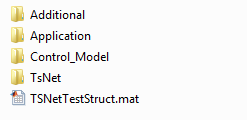 Additional
Application
Control_Model
TsNet
TSNetTestStruct.mat